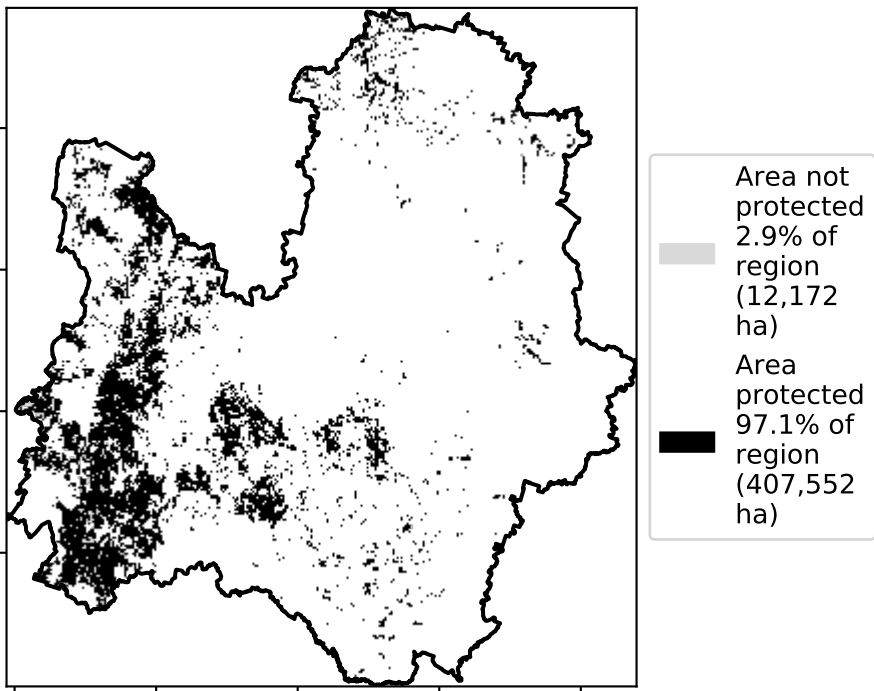 Area not
protected
2.9% of
region
(12,172
ha)
Area
protected
97.1% of
region
(407,552
ha)